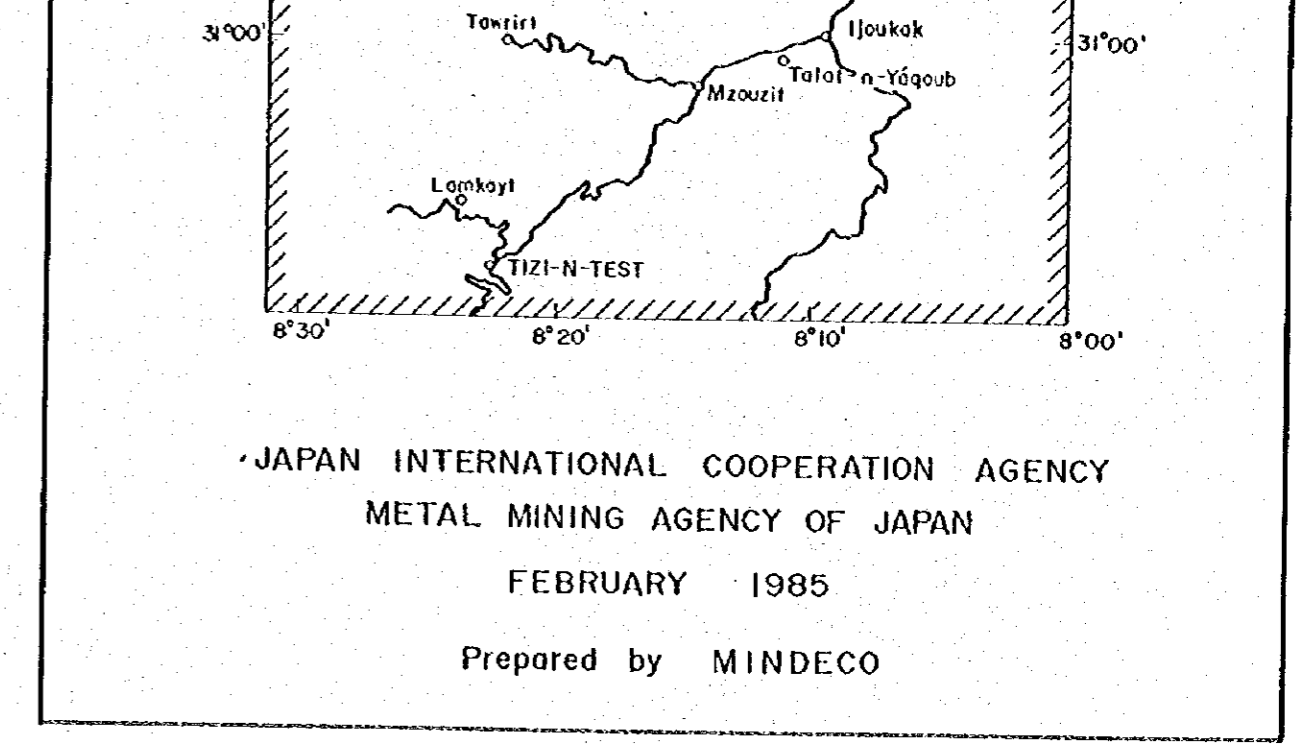 Tawrirt
31°00'
Ijoukak
31°00'
Talat-n-Yáqoub
Mzouzit
Lamkayt
TIZI-N-TEST
8°30'
8°20'
8°10'
8°00'
JAPAN INTERNATIONAL COOPERATION AGENCY
METAL MINING AGENCY OF JAPAN
FEBRUARY 1985
Prepared by MINDECO